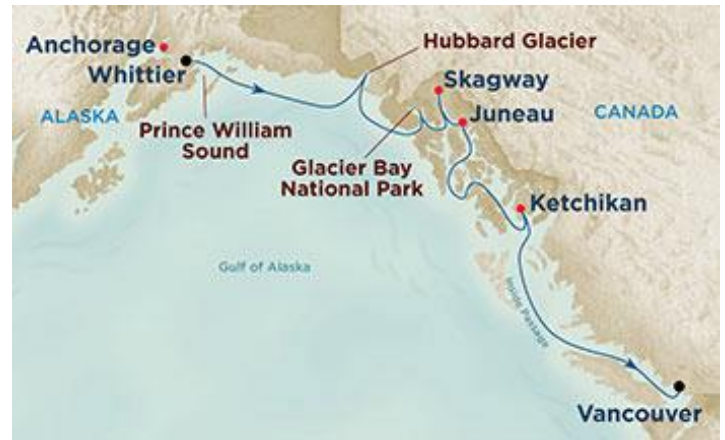 Anchorage
Whittier
Hubbard Glacier
Skagway
ALASKA
Prince William
Sound
Juneau
CANADA
Glacier Bay
National Park
Ketchikan
Gulf of Alaska
Inside Passage
Vancouver